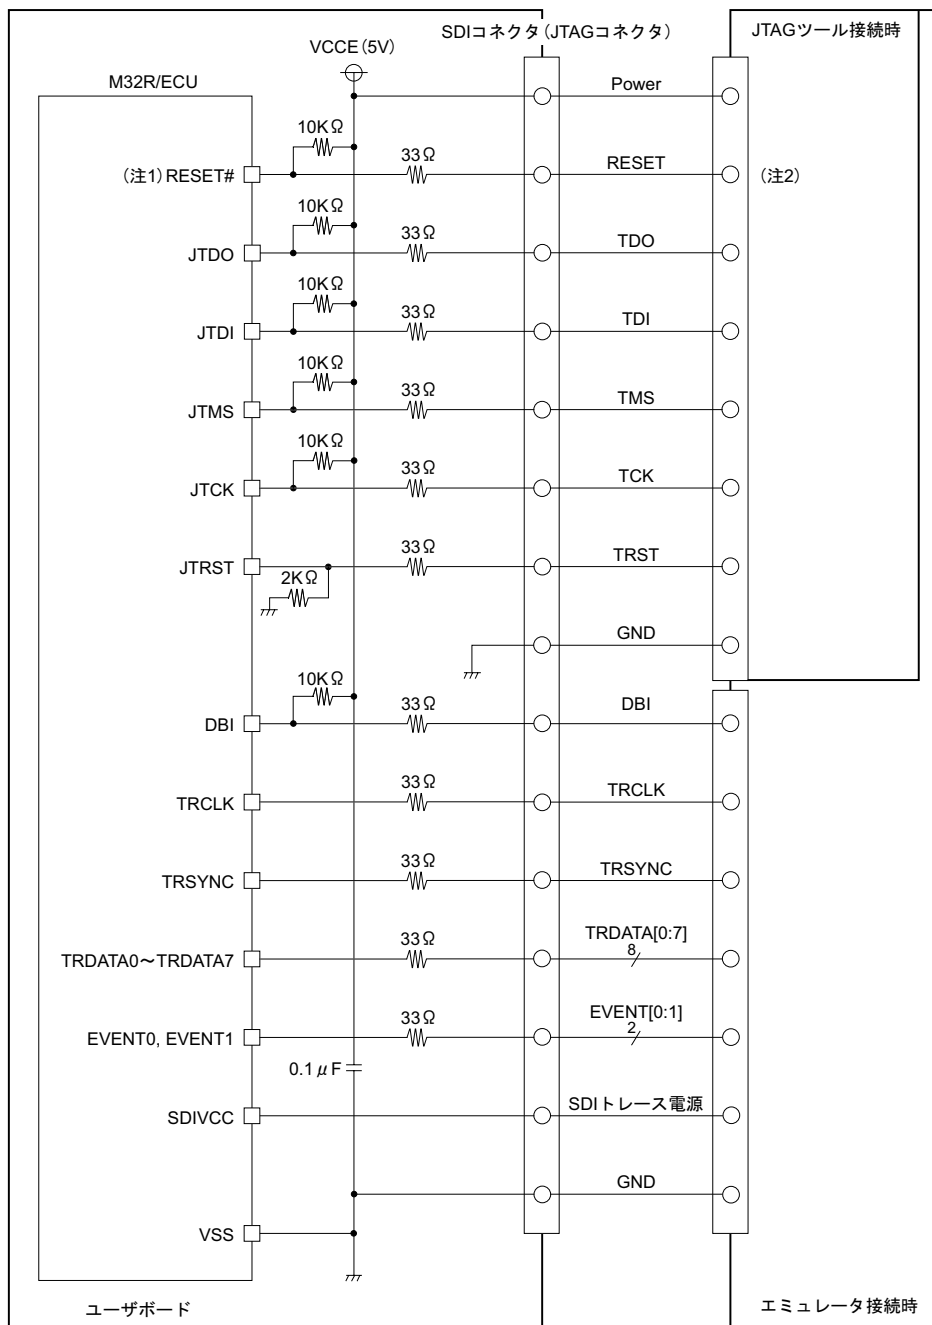 SDIコネクタ(JTAGコネクタ)
JTAGツール接続時
VCCE(5V)
M32R/ECU
Power
10KΩ
33Ω
(注1)RESET#
RESET
(注2)
10KΩ
33Ω
JTDO
TDO
10KΩ
33Ω
JTDI
TDI
10KΩ
33Ω
JTMS
TMS
10KΩ
33Ω
JTCK
TCK
33Ω
JTRST
TRST
2KΩ
GND
10KΩ
33Ω
DBI
DBI
33Ω
TRCLK
TRCLK
33Ω
TRSYNC
TRSYNC
33Ω
TRDATA[0:7]
8
TRDATA0～TRDATA7
33Ω
EVENT[0:1]
2
EVENT0, EVENT1
0.1μF
SDIトレース電源
SDIVCC
GND
VSS
ユーザボード
エミュレータ接続時